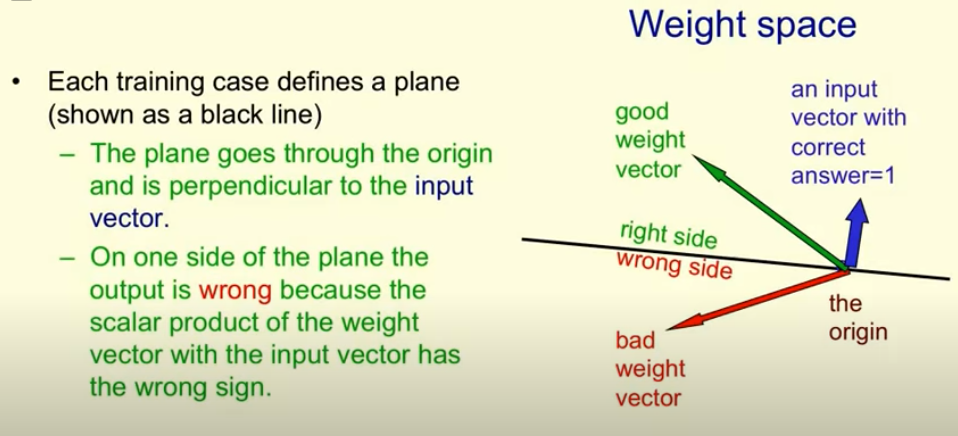 Weight space
• Each training case defines a plane
(shown as a black line)
– The plane goes through the origin
and is perpendicular to the input
vector.
– On one side of the plane the
output is wrong because the
scalar product of the weight
vector with the input vector has
the wrong sign.
an input
vector with
correct
answer=1
good
weight
vector
right side
wrong side
the
origin
bad
weight
vector